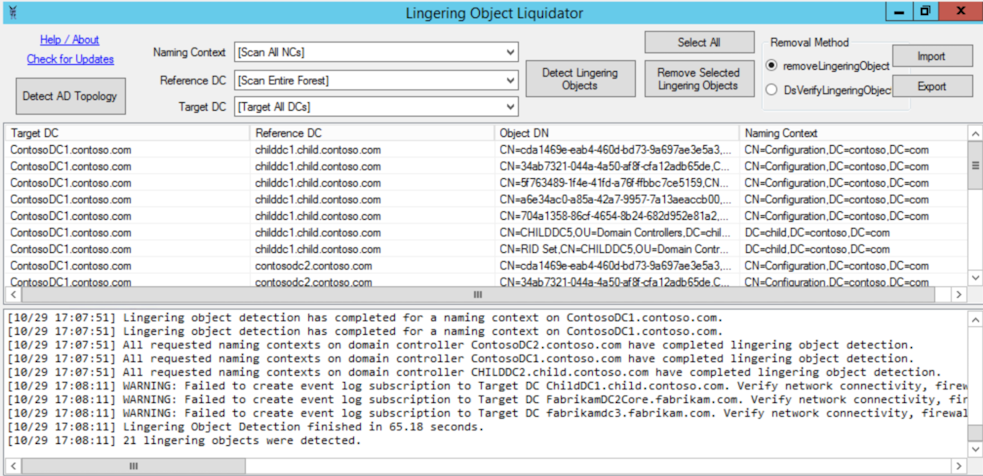 Lingering Object Liquidator
Help / About
Check for Updates
Detect AD Topology
Naming Context [Scan All NCs]
Reference DC [Scan Entire Forest]
Target DC [Target All DCs]
Detect Lingering Objects
Select All
Remove Selected Lingering Objects
Removal Method
removeLingeringObject
DsVerifyLingeringObjec
Import
Export
Target DC Reference DC Object DN Naming Context
ContosoDC1.contoso.com childdc1.child.contoso.com CN=cda1469e-eab4-460d-bd73-9a697ae3e5a3,... CN=Configuration,DC=contoso,DC=com
ContosoDC1.contoso.com childdc1.child.contoso.com CN=34ab7321-044a-4a50-af8f-cfa12adb65de,C... CN=Configuration,DC=contoso,DC=com
ContosoDC1.contoso.com childdc1.child.contoso.com CN=5f763489-1f4e-41fd-a76f-ffbbc7ce5159,CN... CN=Configuration,DC=contoso,DC=com
ContosoDC1.contoso.com childdc1.child.contoso.com CN=a6e34ac0-a85a-42a7-9957-7a13aeaccb00,... CN=Configuration,DC=contoso,DC=com
ContosoDC1.contoso.com childdc1.child.contoso.com CN=704a1358-86cf-4654-8b24-682d952e81a2,... CN=Configuration,DC=contoso,DC=com
ContosoDC1.contoso.com childdc1.child.contoso.com CN=CHILDDC5,OU=Domain Controllers,DC=chil... DC=child,DC=contoso,DC=com
ContosoDC1.contoso.com childdc1.child.contoso.com CN=RID Set,CN=CHILDDC5,OU=Domain Contr... DC=child,DC=contoso,DC=com
ContosoDC1.contoso.com contosodc2.contoso.com CN=cda1469e-eab4-460d-bd73-9a697ae3e5a3,... CN=Configuration,DC=contoso,DC=com
ContosoDC1.contoso.com contosodc2.contoso.com CN=34ab7321-044a-4a50-af8f-cfa12adb65de,C... CN=Configuration,DC=contoso,DC=com
[10/29 17:07:51] Lingering object detection has completed for a naming context on ContosoDC1.contoso.com.
[10/29 17:07:51] Lingering object detection has completed for a naming context on ContosoDC1.contoso.com.
[10/29 17:07:51] All requested naming contexts on domain controller ContosoDC2.contoso.com have completed lingering object detection.
[10/29 17:07:51] All requested naming contexts on domain controller ContosoDC1.contoso.com have completed lingering object detection.
[10/29 17:07:51] All requested naming contexts on domain controller CHILDDC2.child.contoso.com have completed lingering object detection.
[10/29 17:08:11] WARNING: Failed to create event log subscription to Target DC ChildDC1.child.contoso.com. Verify network connectivity, firew
[10/29 17:08:11] WARNING: Failed to create event log subscription to Target DC FabrikamDC2Core.fabrikam.com. Verify network connectivity, fir
[10/29 17:08:11] WARNING: Failed to create event log subscription to Target DC fabrikamdc3.fabrikam.com. Verify network connectivity, firewal
[10/29 17:08:11] Lingering Object Detection finished in 65.18 seconds.
[10/29 17:08:11] 21 lingering objects were detected.